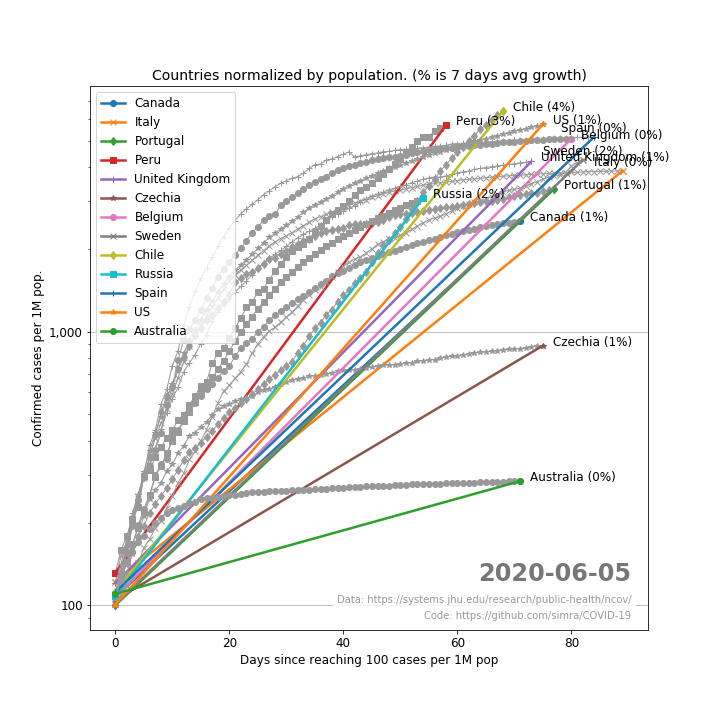 Countries normalized by population. (% is 7 days avg growth)
Canada
Italy
Portugal
Peru
United Kingdom
Czechia
Belgium
Sweden
Chile
Russia
Spain
US
Australia
Chile (4%)
Peru (3%)
US (1%)
Spain (0%)
Belgium (0%)
Sweden (2%)
United Kingdom (1%)
Italy (0%)
Portugal (1%)
Russia (2%)
Canada (1%)
Czechia (1%)
Australia (0%)
1,000
100
Confirmed cases per 1M pop.
2020-06-05
Data: https://systems.jhu.edu/research/public-health/ncov/
Code: https://github.com/simra/COVID-19
0 20 40 60 80
Days since reaching 100 cases per 1M pop